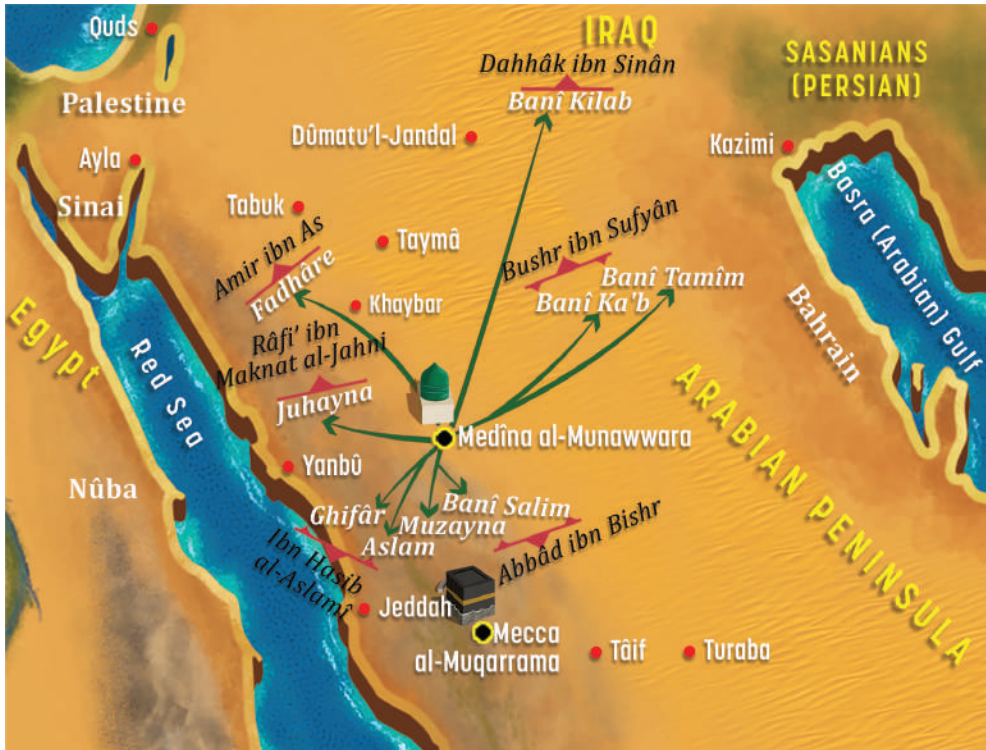 Quds
IRAQ
SASANIANS
(PERSIAN)
Dahhâk ibn Sinân
Banî Kilab
Palestine
Dûmatu'l-Jandal
Kazimi
Ayla
Sinai
Tabuk
Taymâ
Basra (Arabian) Gulf
Bushr ibn Sufyân
Banî Tamîm
Banî Ka'b
Amir ibn As
Fadhâre
Khaybar
Bahrain
Egypt
Red Sea
Râfi' ibn
Maknat al-Jahni
Juhayna
ARABIAN PENINSULA
Medîna al-Munawwara
Yanbû
Nûba
Ghifâr
Banî Salim
Muzayna
Aslam
Abbâd ibn Bishr
Ibn Hasib
al-Aslamî
Jeddah
Mecca
al-Muqarrama
Tâif
Turaba